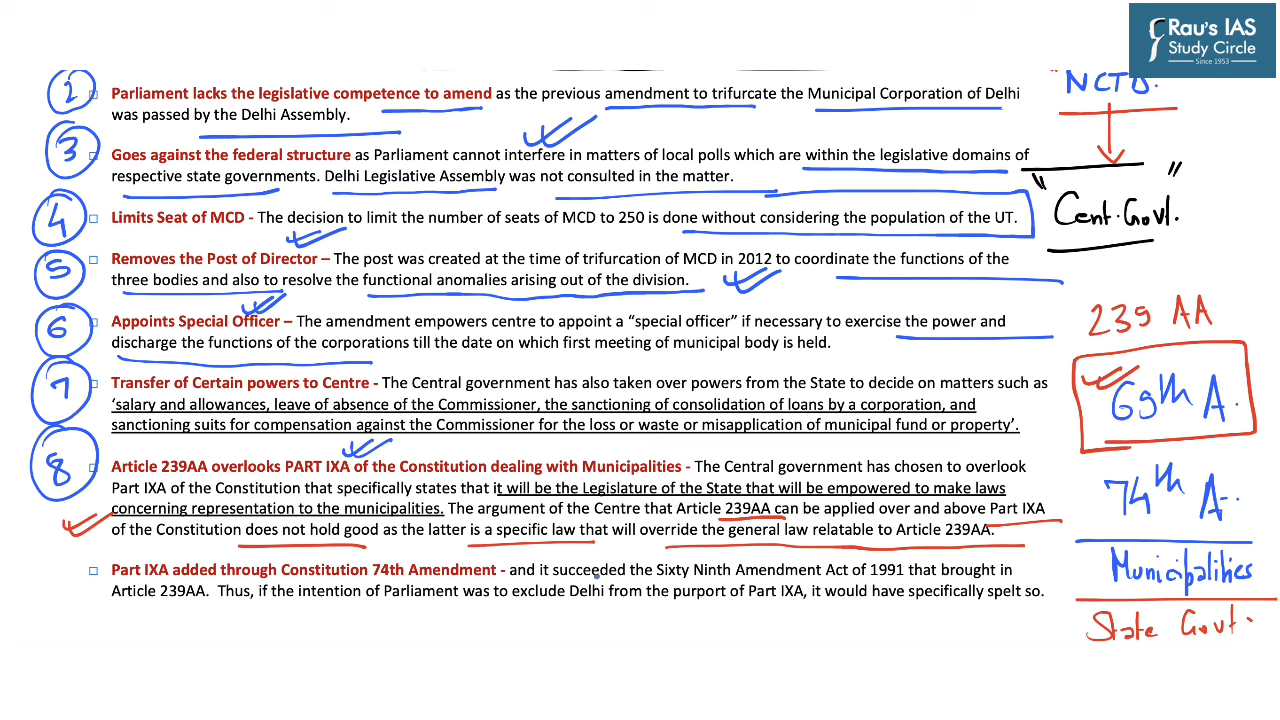 Rau's IAS
Study Circle
Since 1953
NCTD.
2 Parliament lacks the legislative competence to amend as the previous amendment to trifurcate the Municipal Corporation of Delhi
was passed by the Delhi Assembly.
3 Goes against the federal structure as Parliament cannot interfere in matters of local polls which are within the legislative domains of
respective state governments. Delhi Legislative Assembly was not consulted in the matter.
"Cent. Govt."
4 Limits Seat of MCD - The decision to limit the number of seats of MCD to 250 is done without considering the population of the UT.
5 Removes the Post of Director – The post was created at the time of trifurcation of MCD in 2012 to coordinate the functions of the
three bodies and also to resolve the functional anomalies arising out of the division.
6 Appoints Special Officer – The amendment empowers centre to appoint a “special officer” if necessary to exercise the power and
discharge the functions of the corporations till the date on which first meeting of municipal body is held.
239 AA
7 Transfer of Certain powers to Centre - The Central government has also taken over powers from the State to decide on matters such as
‘salary and allowances, leave of absence of the Commissioner, the sanctioning of consolidation of loans by a corporation, and
sanctioning suits for compensation against the Commissioner for the loss or waste or misapplication of municipal fund or property’.
69th A.
8 Article 239AA overlooks PART IXA of the Constitution dealing with Municipalities - The Central government has chosen to overlook
Part IXA of the Constitution that specifically states that it will be the Legislature of the State that will be empowered to make laws
concerning representation to the municipalities. The argument of the Centre that Article 239AA can be applied over and above Part IXA
of the Constitution does not hold good as the latter is a specific law that will override the general law relatable to Article 239AA.
74th A.
Part IXA added through Constitution 74th Amendment - and it succeeded the Sixty Ninth Amendment Act of 1991 that brought in
Article 239AA. Thus, if the intention of Parliament was to exclude Delhi from the purport of Part IXA, it would have specifically spelt so.
Municipalities
State Govt.